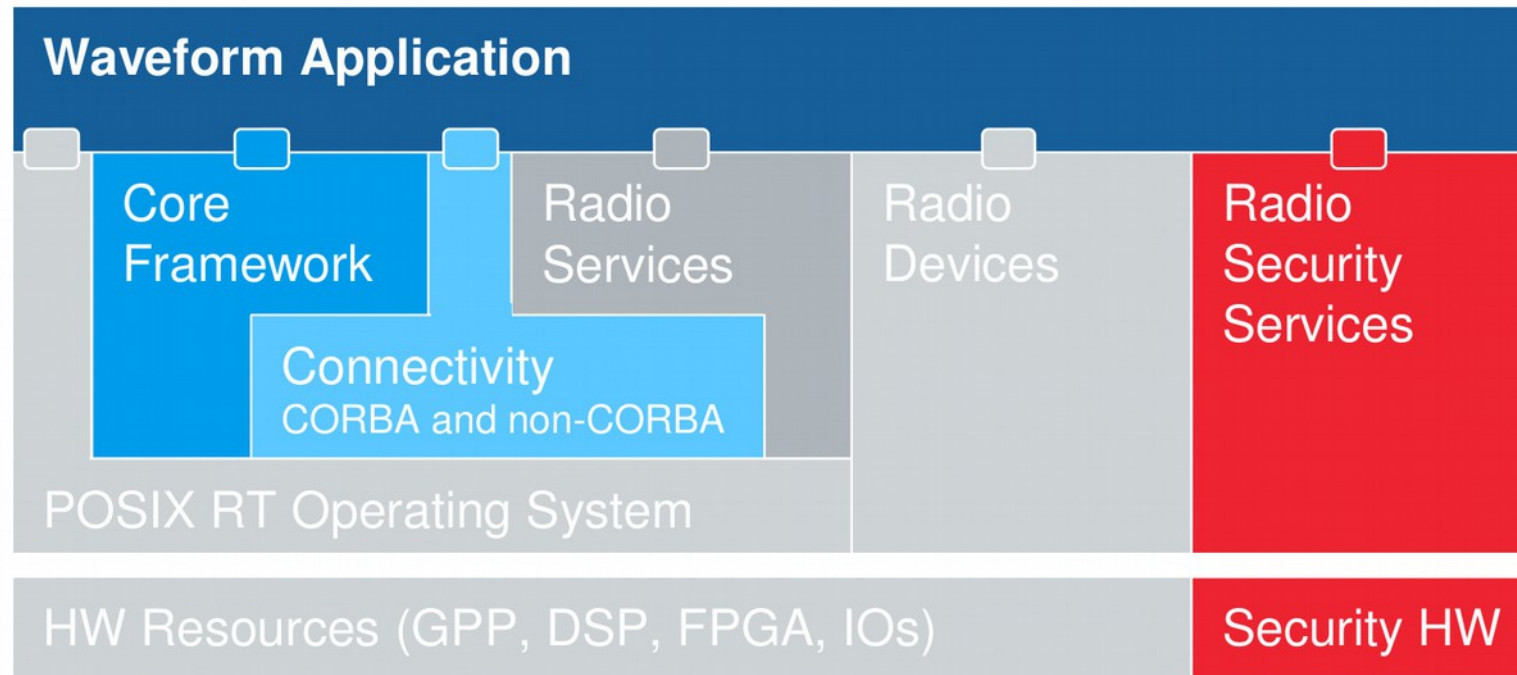 Waveform Application
Core
Framework
Radio
Services
Radio
Devices
Radio
Security
Services
Connectivity
CORBA and non-CORBA
POSIX RT Operating System
HW Resources (GPP, DSP, FPGA, IOs)
Security HW